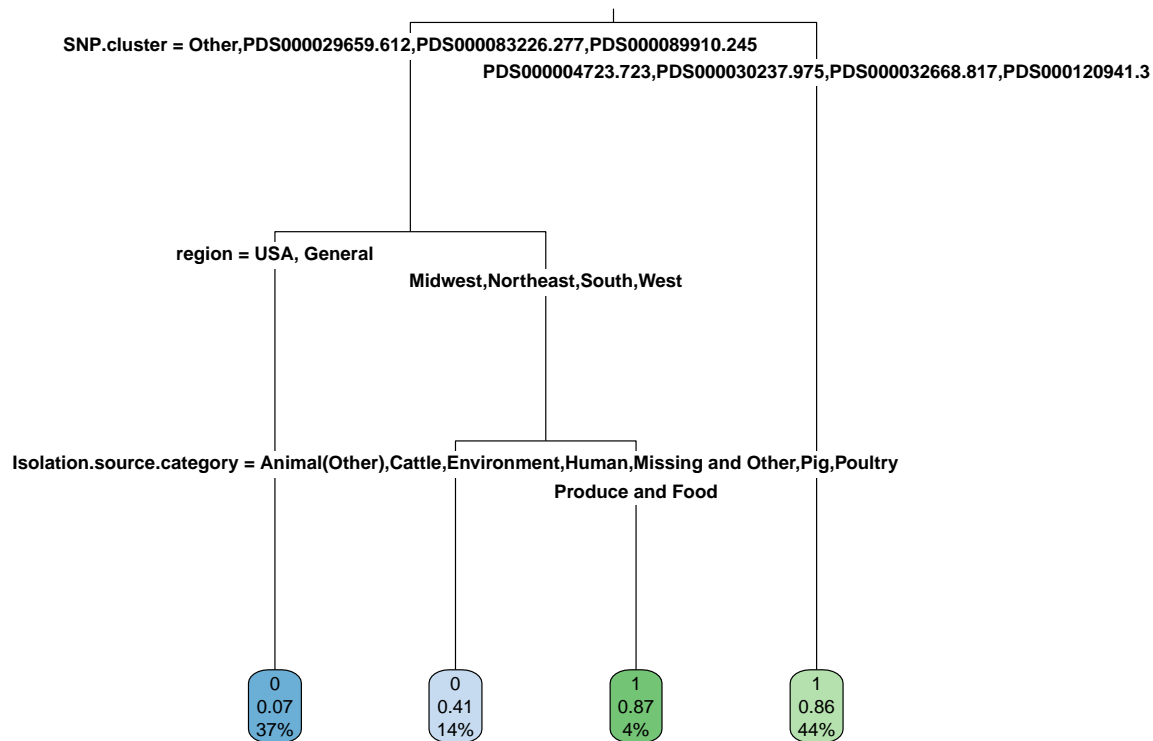 SNP.cluster = Other,PDS000029659.612,PDS000083226.277,PDS000089910.245
PDS000004723.723,PDS000030237.975,PDS000032668.817,PDS000120941.3
region = USA, General
Midwest,Northeast,South,West
Isolation.source.category = Animal(Other),Cattle,Environment,Human,Missing and Other,Pig,Poultry
Produce and Food
0 0 1 1
0.07 0.41 0.87 0.86
37% 14% 4% 44%